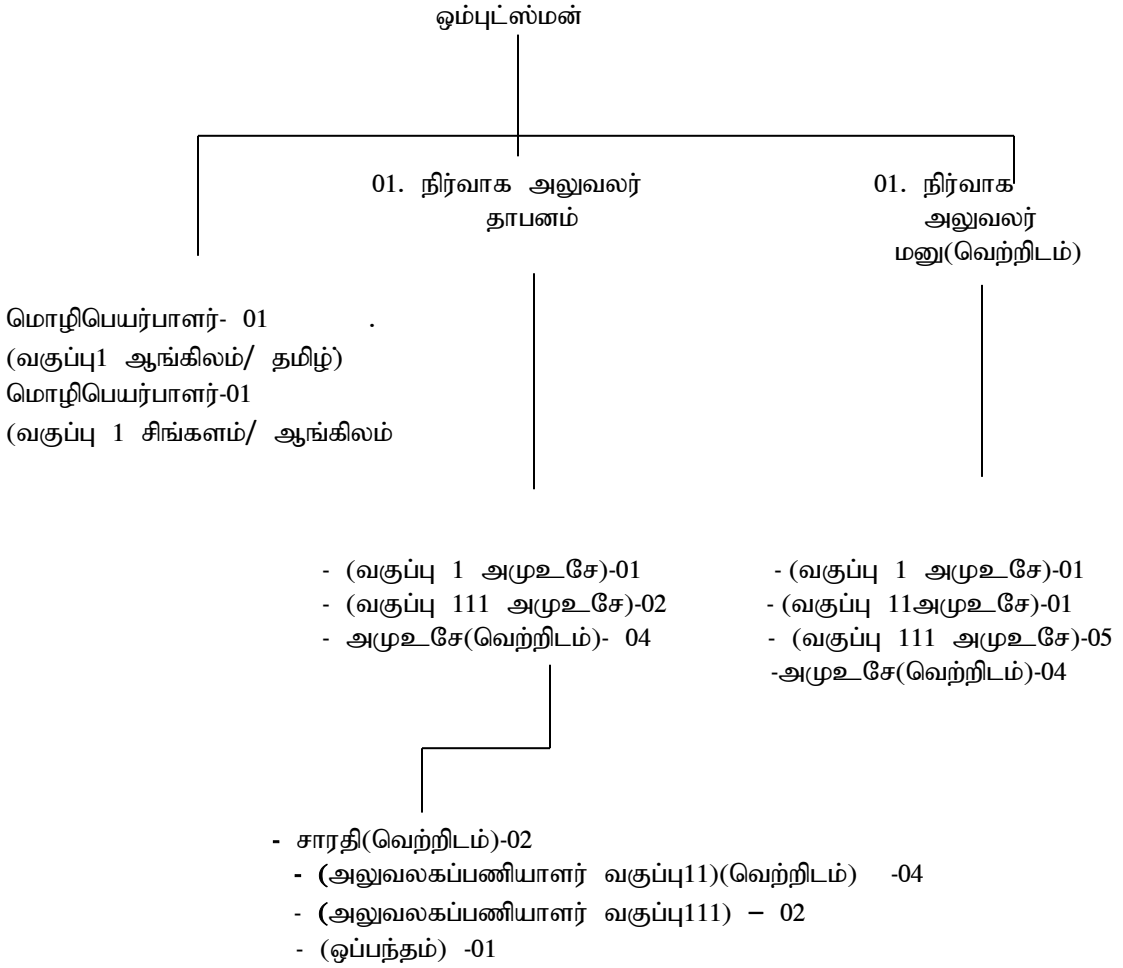 ஒம்புட்ஸ்மன்
01. நிர்வாக அலுவலர்
தாபனம்
01. நிர்வாக
அலுவலர்
மனு(வெற்றிடம்)
மொழிபெயர்பாளர்- 01 .
(வகுப்பு1 ஆங்கிலம்/ தமிழ்)
மொழிபெயர்பாளர்-01
(வகுப்பு 1 சிங்களம்/ ஆங்கிலம்
- (வகுப்பு 1 அமுஉசே)-01
- (வகுப்பு 111 அமுஉசே)-02
- அமுஉசே(வெற்றிடம்)- 04
- (வகுப்பு 1 அமுஉசே)-01
- (வகுப்பு 11அமுஉசே)-01
- (வகுப்பு 111 அமுஉசே)-05
-அமுஉசே(வெற்றிடம்)-04
- சாரதி(வெற்றிடம்)-02
- (அலுவலகப்பணியாளர் வகுப்பு11)(வெற்றிடம்) -04
- (அலுவலகப்பணியாளர் வகுப்பு111) – 02
- (ஒப்பந்தம்) -01